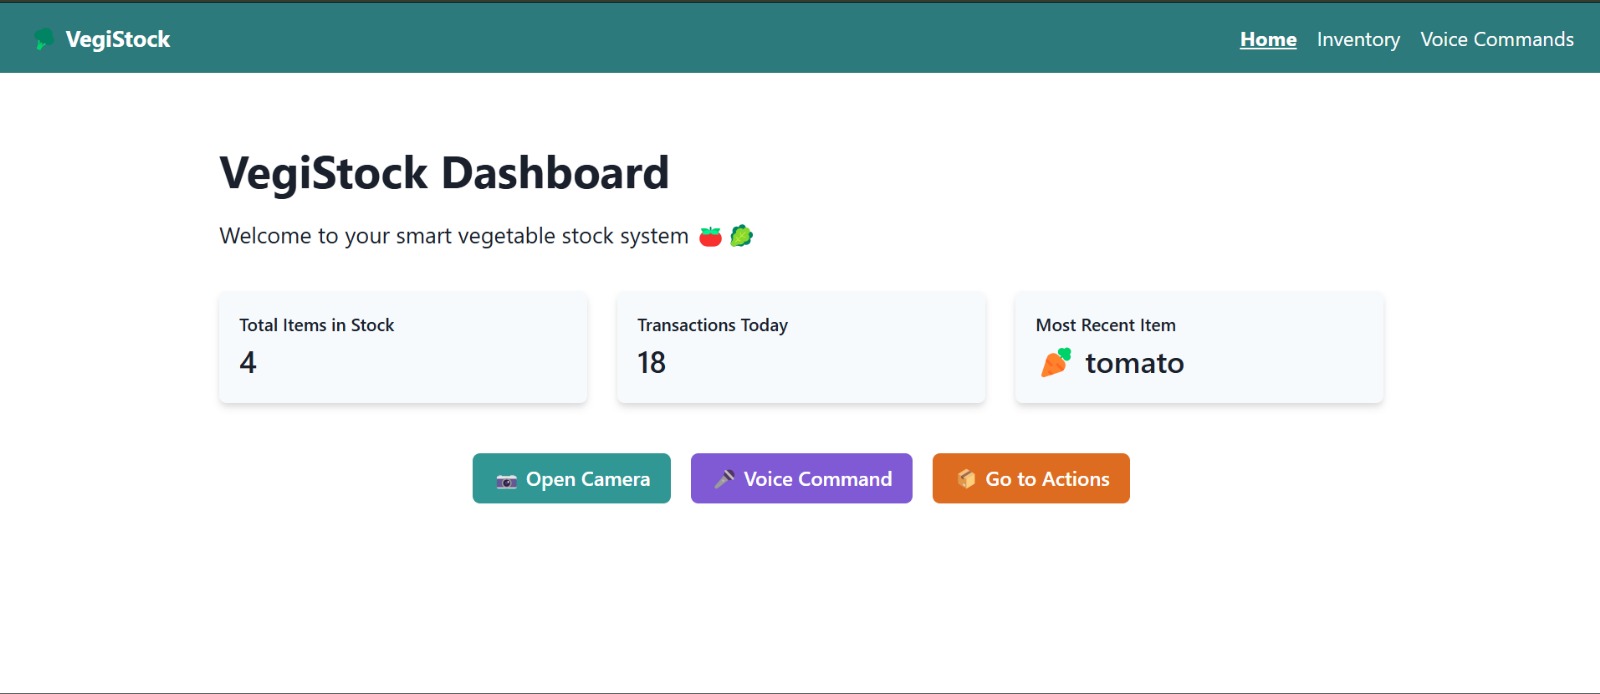 🥦 VegiStock
Home Inventory Voice Commands
VegiStock Dashboard
Welcome to your smart vegetable stock system 🍅 🥬
Total Items in Stock
4
Transactions Today
18
Most Recent Item
🥕 tomato
📷 Open Camera
🎤 Voice Command
📦 Go to Actions